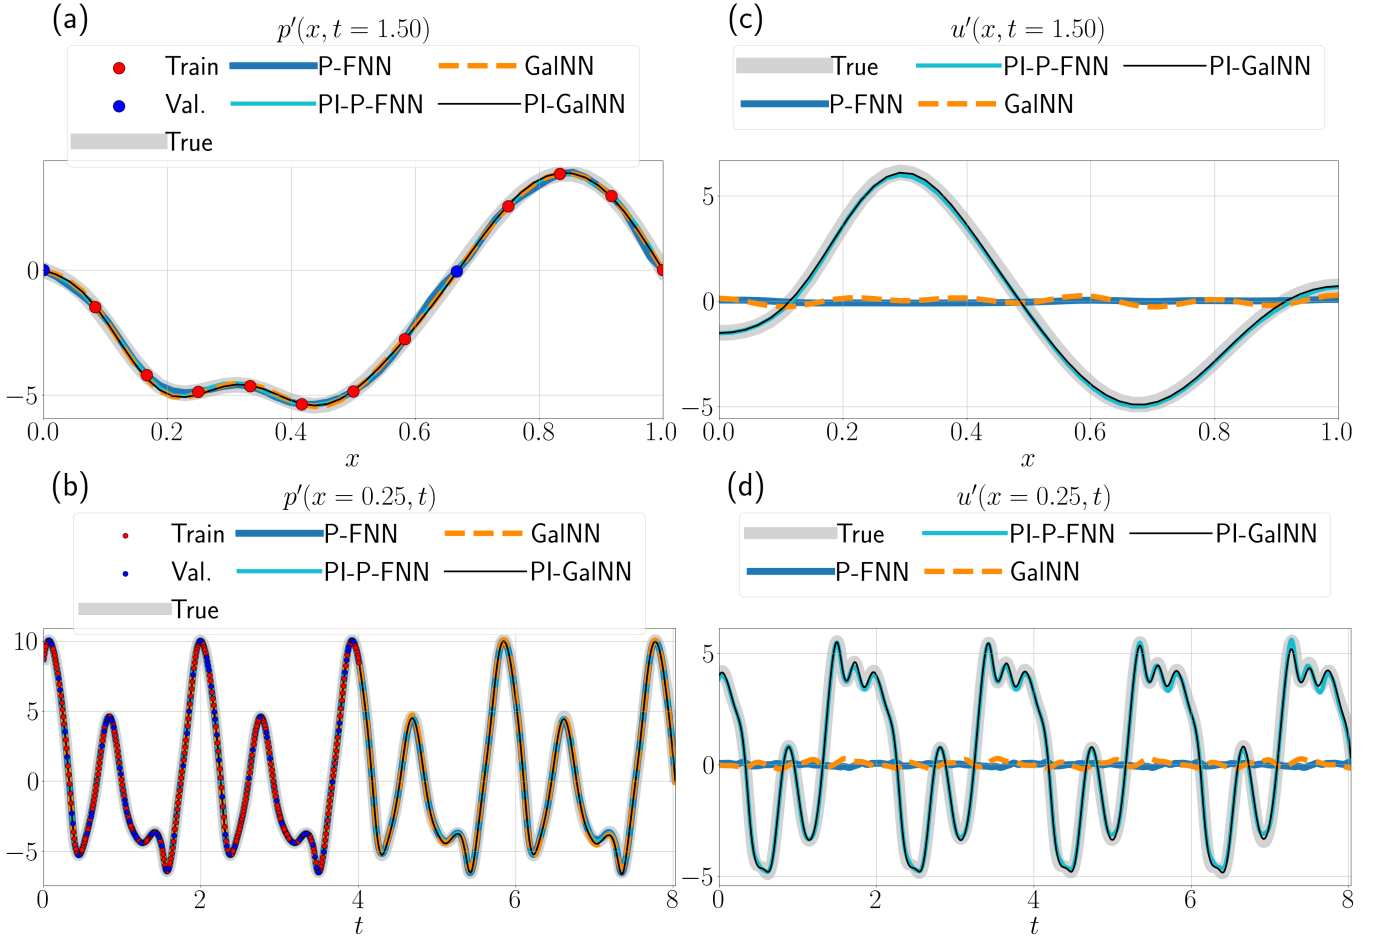 (a)
p′(x, t = 1.50)
Train P-FNN GalNN
Val. PI-P-FNN PI-GalNN
True
0
−5
0.0 0.2 0.4 0.6 0.8 1.0
x
(c)
u′(x, t = 1.50)
True PI-P-FNN PI-GalNN
P-FNN GalNN
5
0
−5
0.0 0.2 0.4 0.6 0.8 1.0
x
(b)
p′(x = 0.25, t)
Train P-FNN GalNN
Val. PI-P-FNN PI-GalNN
True
10
5
0
−5
0 2 4 6 8
t
(d)
u′(x = 0.25, t)
True PI-P-FNN PI-GalNN
P-FNN GalNN
5
0
−5
0 2 4 6 8
t